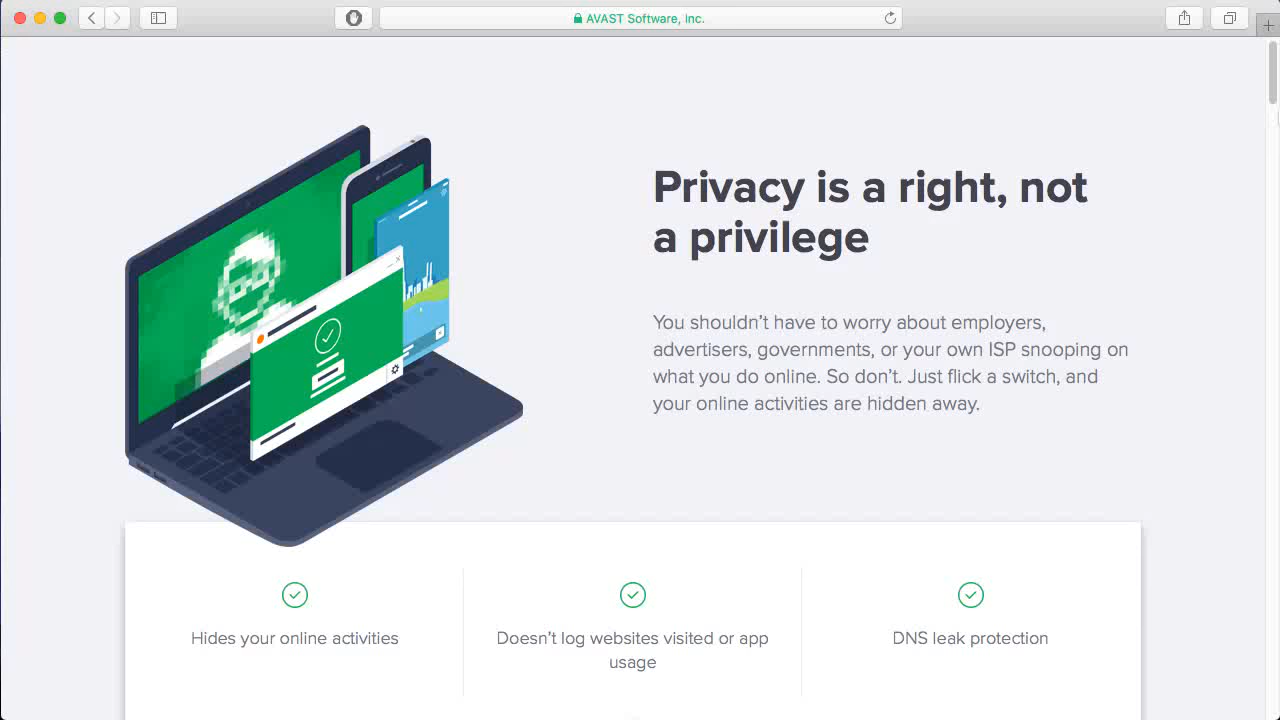 AVAST Software, Inc.
Privacy is a right, not
a privilege
You shouldn't have to worry about employers,
advertisers, governments, or your own ISP snooping on
what you do online. So don't. Just flick a switch, and
your online activities are hidden away.
Hides your online activities
Doesn't log websites visited or app
usage
DNS leak protection